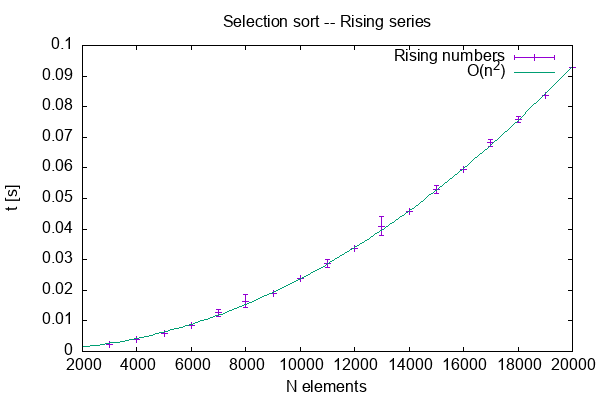 Selection sort -- Rising series
Rising numbers
O(n²)
0.1
0.09
0.08
0.07
0.06
0.05
0.04
0.03
0.02
0.01
0
t [s]
2000 4000 6000 8000 10000 12000 14000 16000 18000 20000
N elements